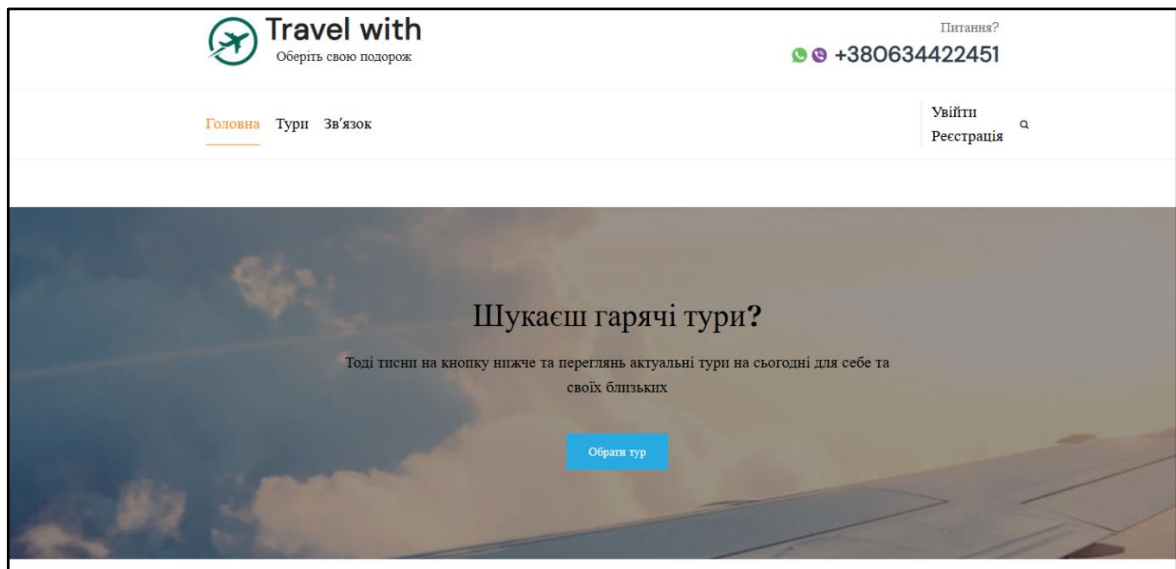 Travel with
Оберіть свою подорож
Питання?
+380634422451
Головна Тури Зв'язок
Увійти
Реєстрація
Шукаєш гарячі тури?
Тоді тисни на кнопку нижче та переглянь актуальні тури на сьогодні для себе та
своїх близьких
Обрати тур